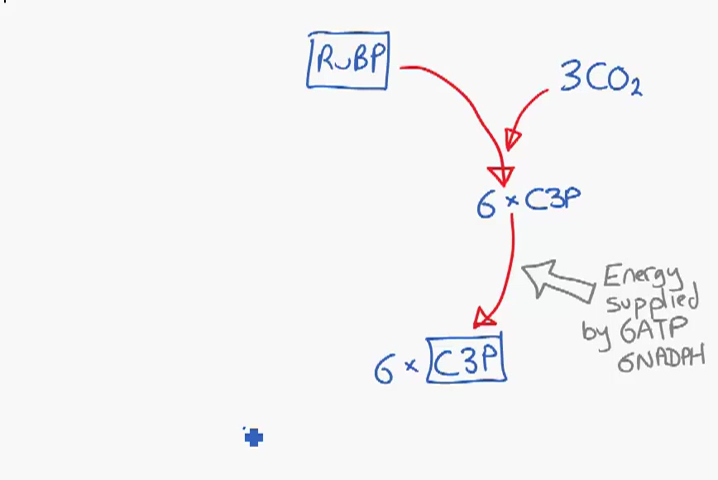 RuBP
3CO2
6 × C3P
Energy
supplied
by 6ATP
6NADPH
6 × C3P